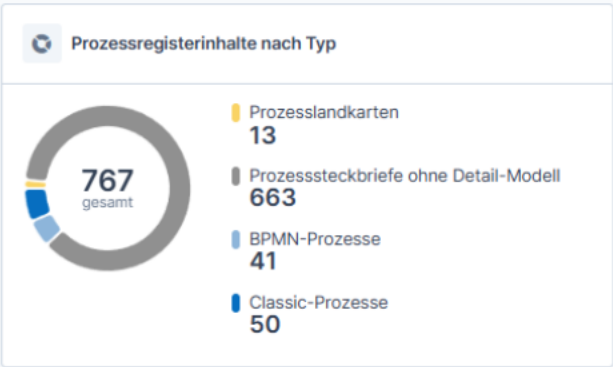 Prozessregisterinhalte nach Typ
767
gesamt
Prozesslandkarten
13
Prozesssteckbriefe ohne Detail-Modell
663
BPMN-Prozesse
41
Classic-Prozesse
50